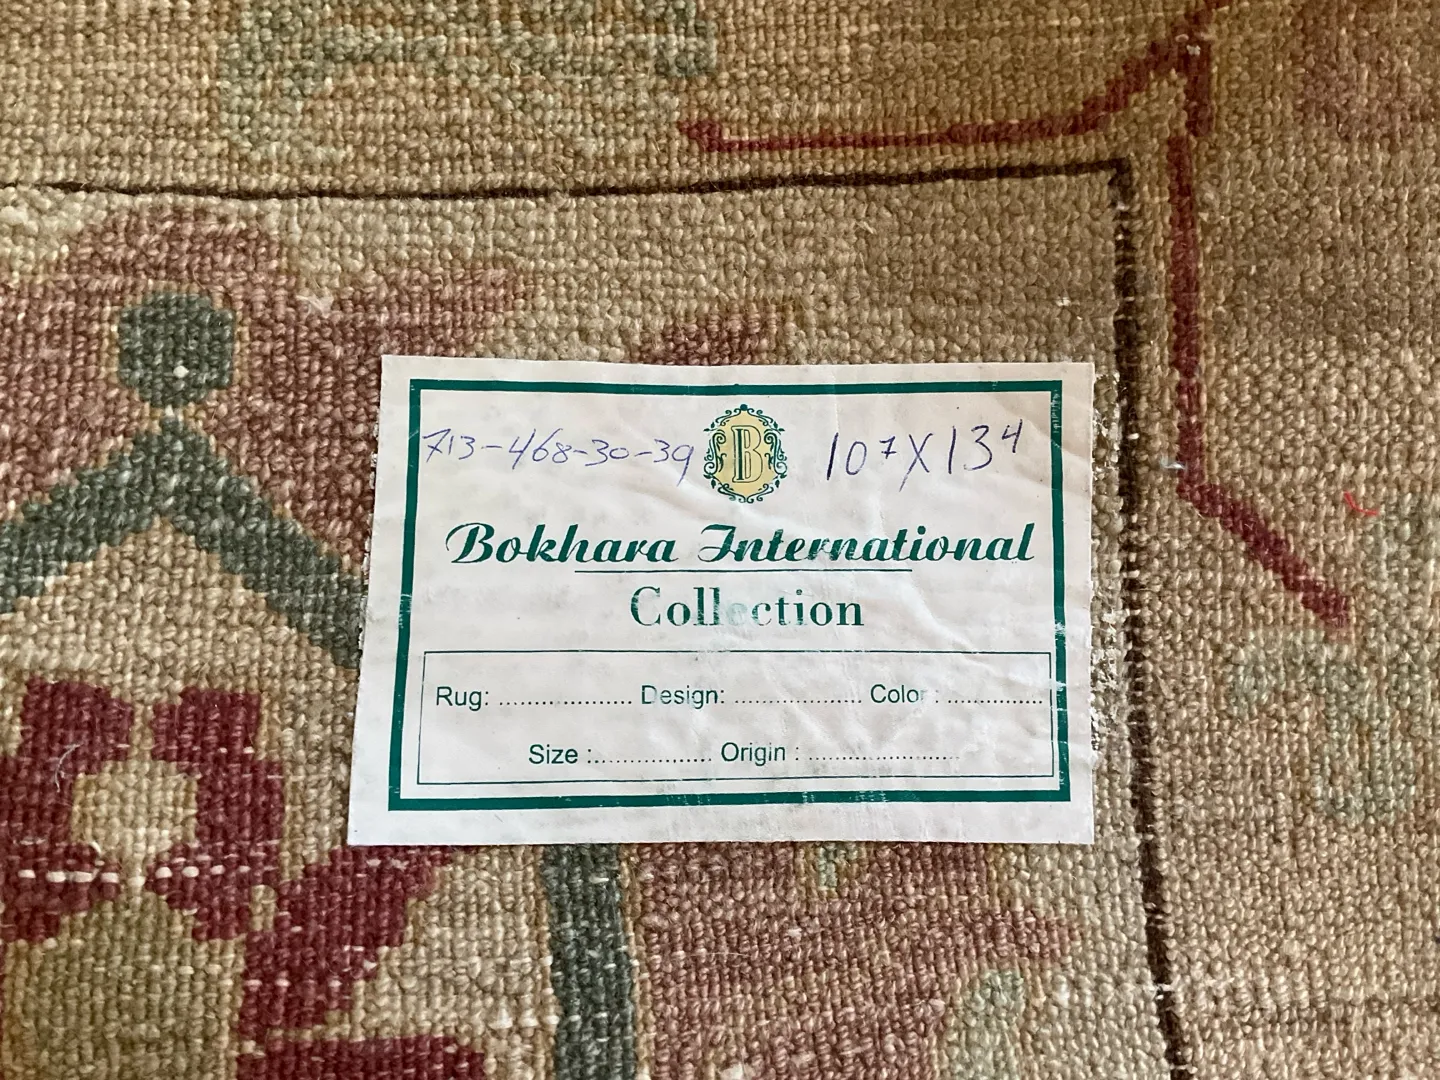 713-468-30-39 B 10⁷X13⁴
Bokhara International
Collection
Rug: .................... Design: ................... Color : ...............
Size :.................. Origin : ........................